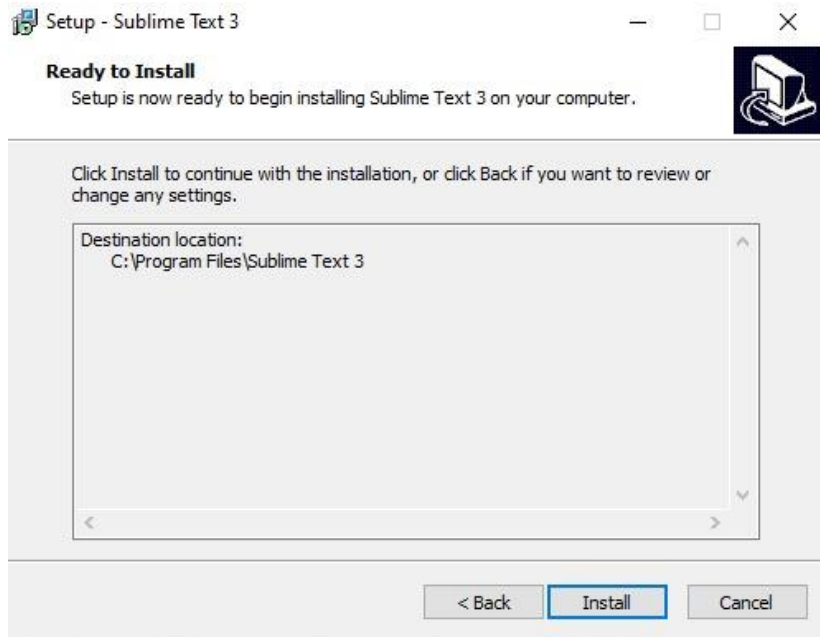 Setup - Sublime Text 3
Ready to Install
Setup is now ready to begin installing Sublime Text 3 on your computer.
Click Install to continue with the installation, or click Back if you want to review or
change any settings.
Destination location:
C:\Program Files\Sublime Text 3
< Back
Install
Cancel